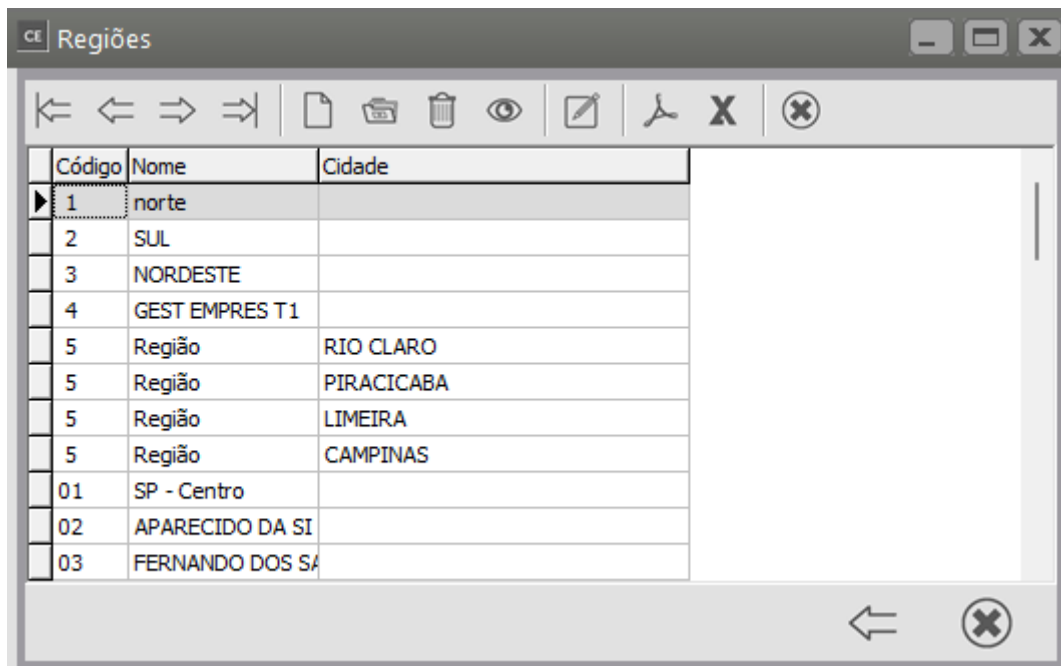 CE Regiões
X
Código Nome Cidade
1 norte
2 SUL
3 NORDESTE
4 GEST EMPRES T1
5 Região RIO CLARO
5 Região PIRACICABA
5 Região LIMEIRA
5 Região CAMPINAS
01 SP - Centro
02 APARECIDO DA SI
03 FERNANDO DOS SA